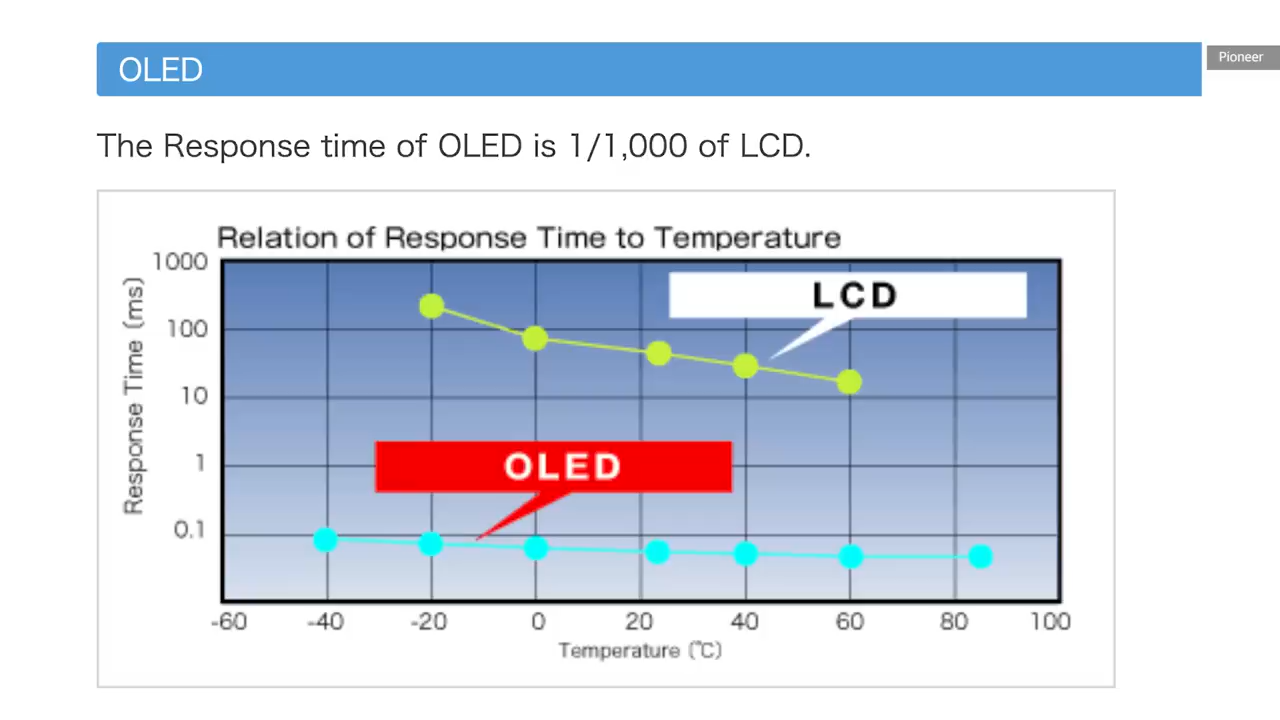 OLED
Pioneer
The Response time of OLED is 1/1,000 of LCD.
Relation of Response Time to Temperature
1000
100
10
1
0.1
Response Time (ms)
LCD
OLED
-60 -40 -20 0 20 40 60 80 100
Temperature (℃)